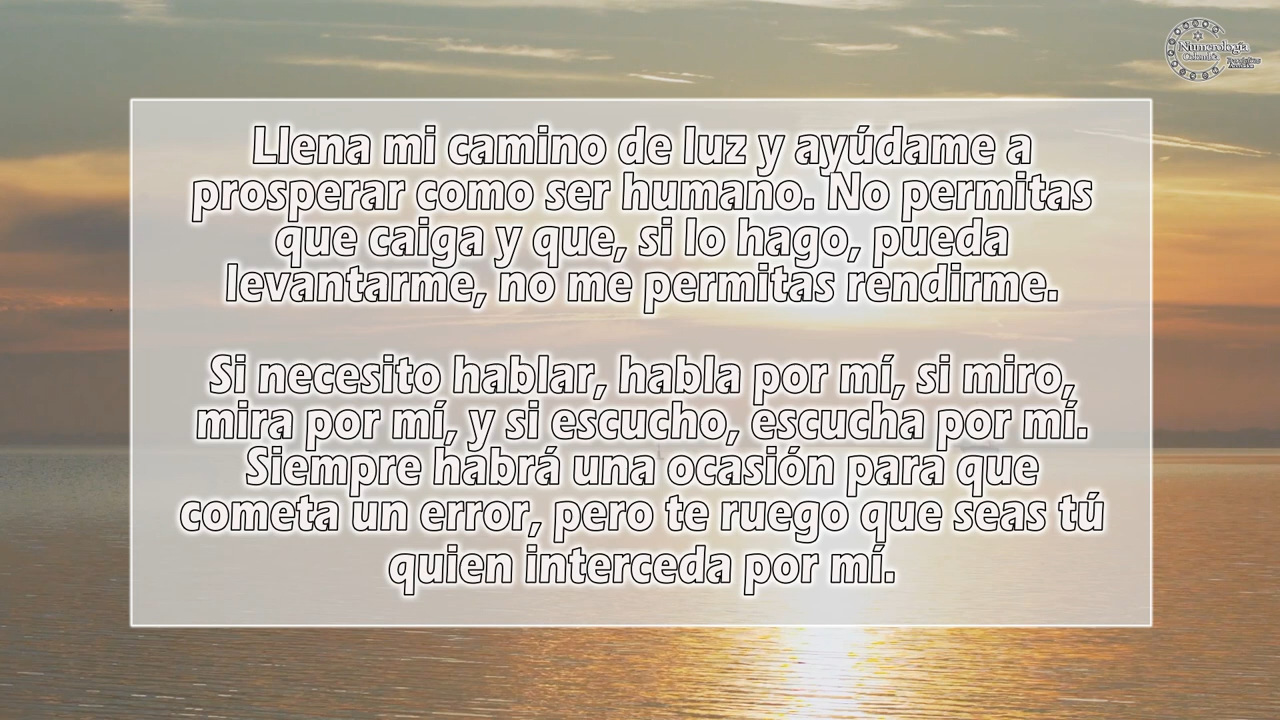 Numerología
Colombia
Llena mi camino de luz y ayúdame a
prosperar como ser humano. No permitas
que caiga y que, si lo hago, pueda
levantarme, no me permitas rendirme.
Si necesito hablar, habla por mí, si miro,
mira por mí, y si escucho, escucha por mí.
Siempre habrá una ocasión para que
cometa un error, pero te ruego que seas tú
quien interceda por mí.